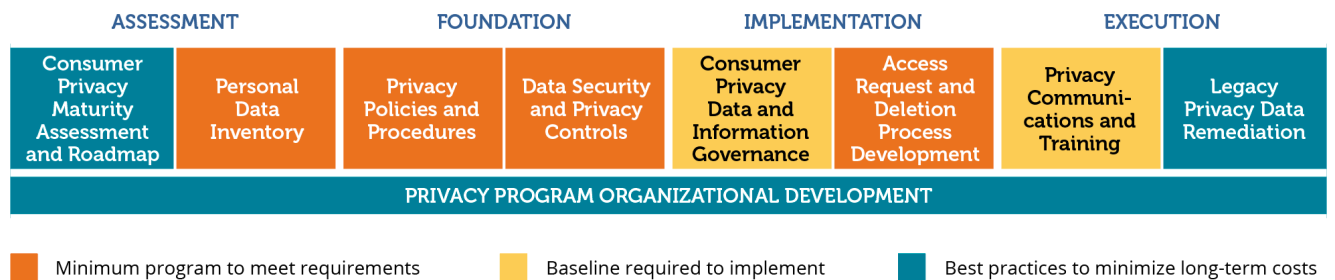 ASSESSMENT
FOUNDATION
IMPLEMENTATION
EXECUTION
Consumer
Privacy
Maturity
Assessment
and Roadmap
Personal
Data
Inventory
Privacy
Policies and
Procedures
Data Security
and Privacy
Controls
Consumer
Privacy
Data and
Information
Governance
Access
Request and
Deletion
Process
Development
Privacy
Communi-
cations and
Training
Legacy
Privacy Data
Remediation
PRIVACY PROGRAM ORGANIZATIONAL DEVELOPMENT
Minimum program to meet requirements
Baseline required to implement
Best practices to minimize long-term costs